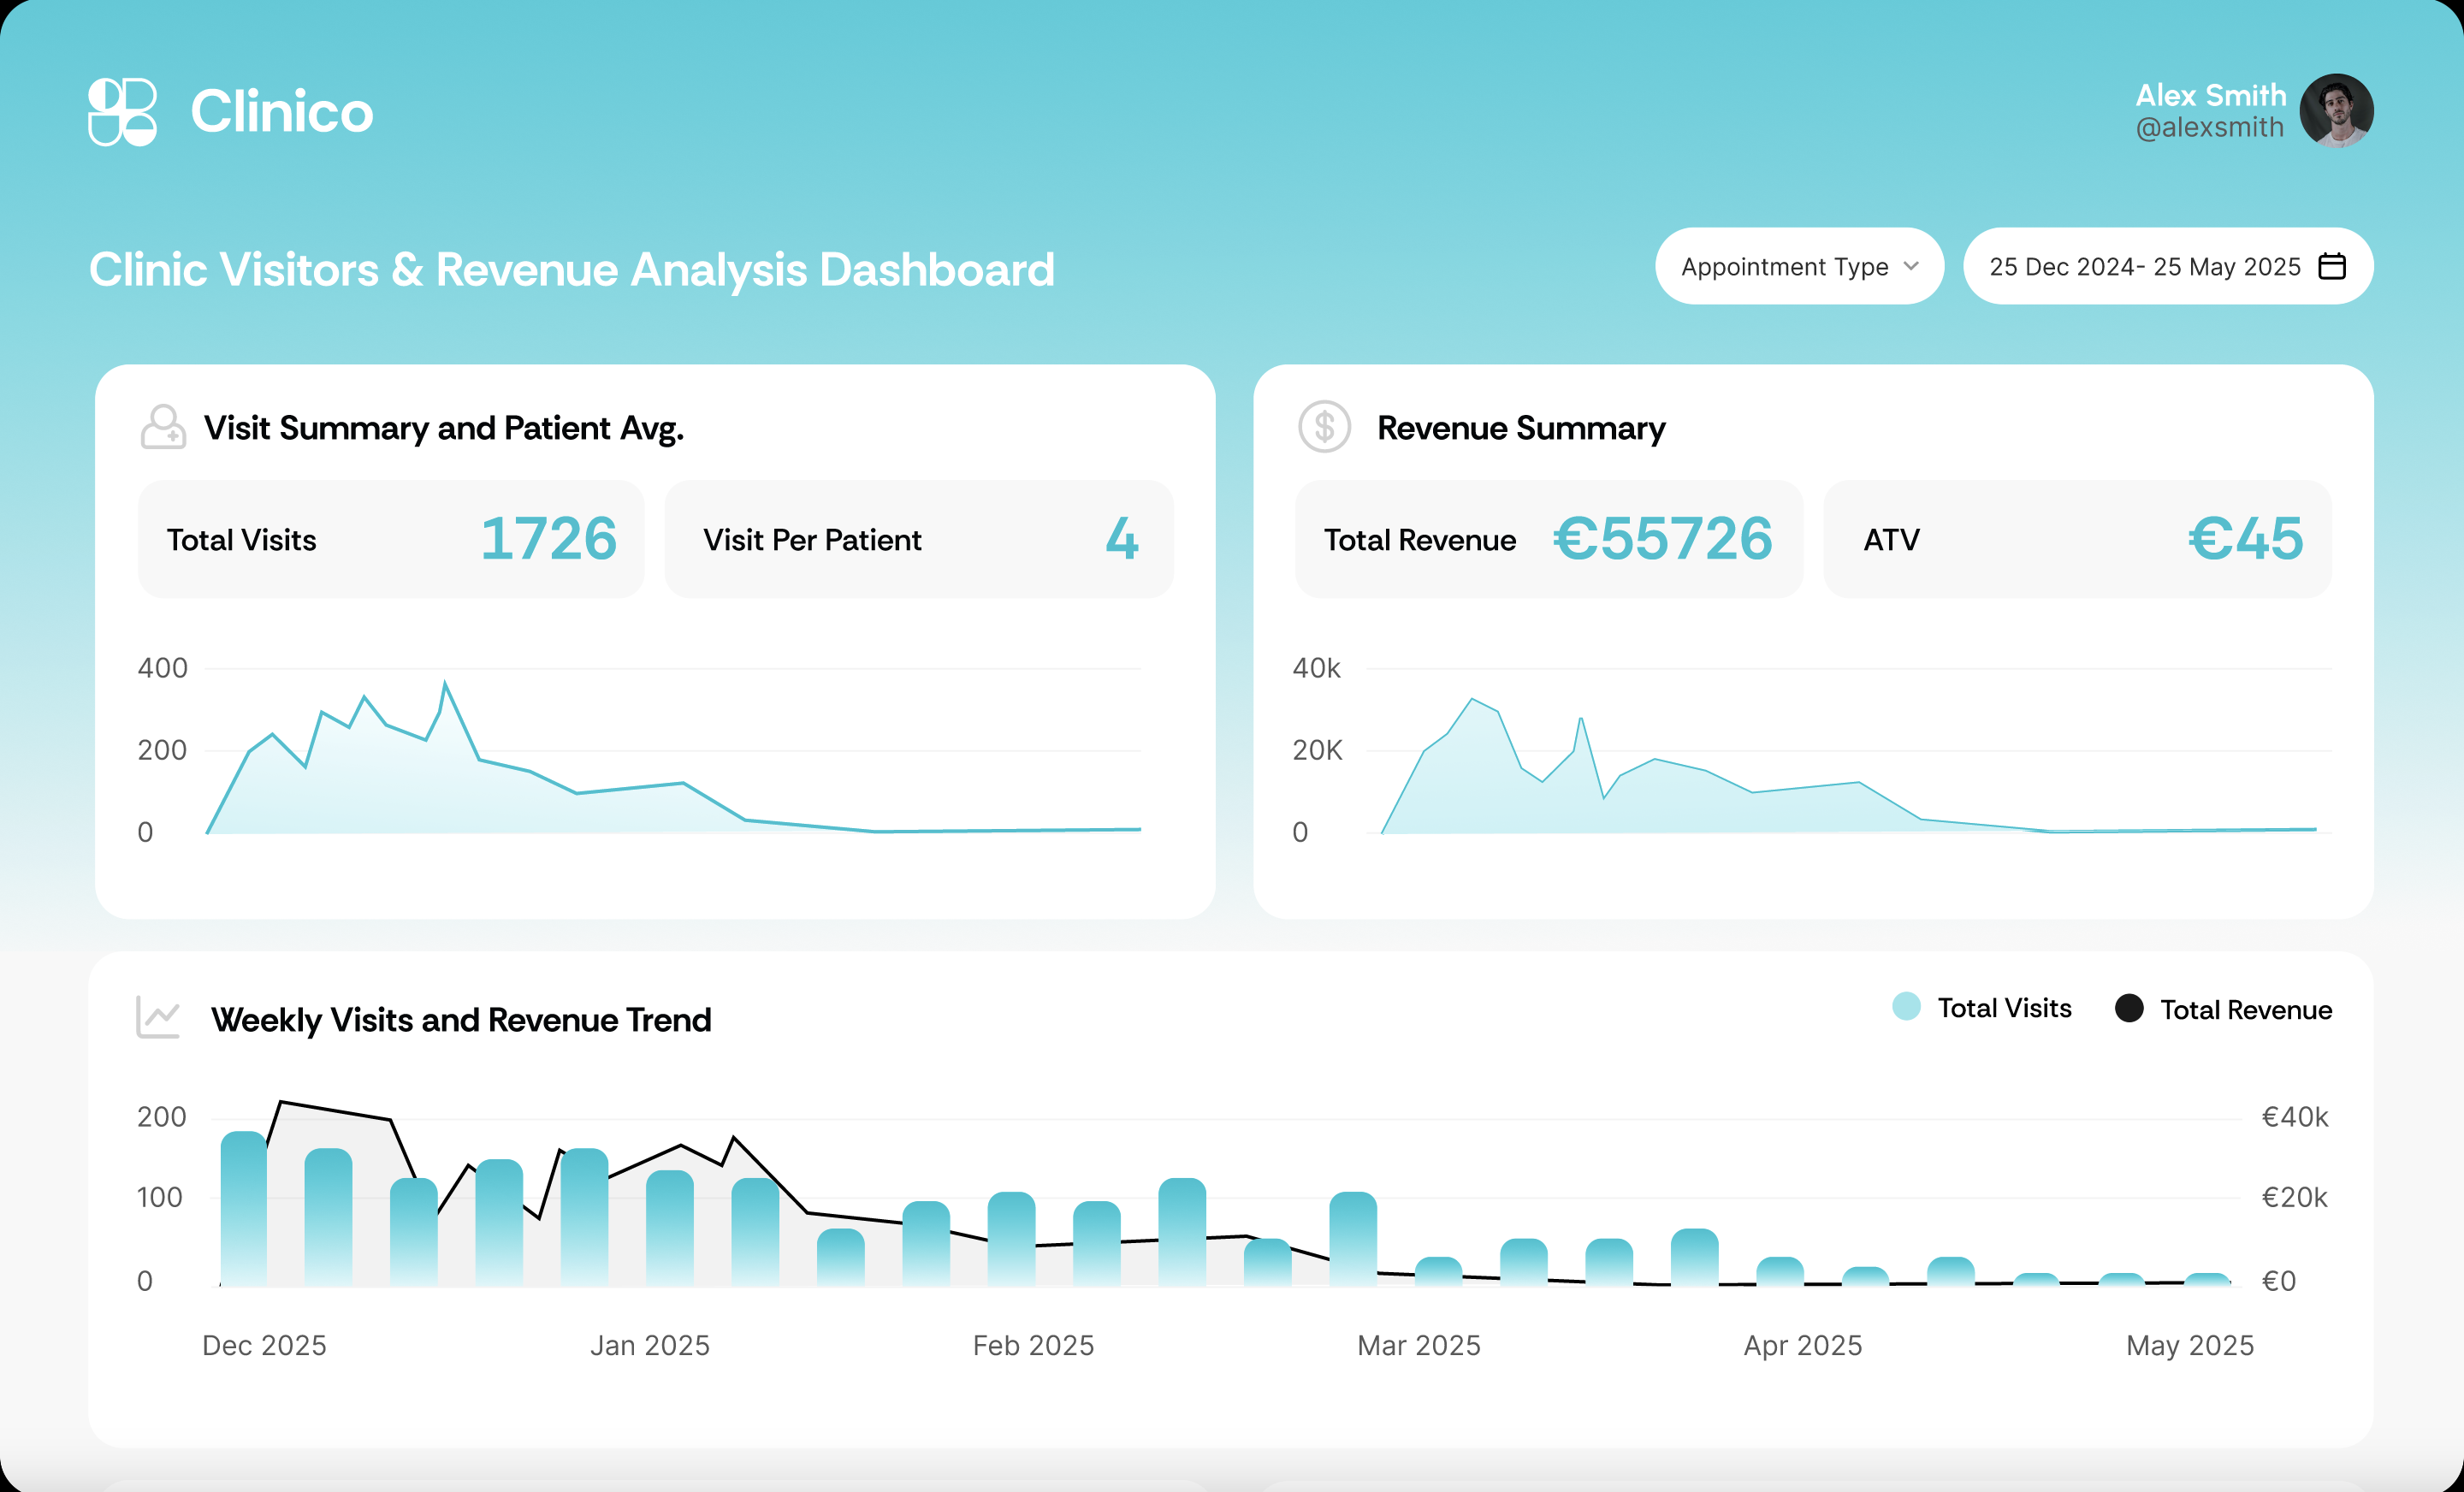 Clinico
Alex Smith
@alexsmith
Clinic Visitors & Revenue Analysis Dashboard
Appointment Type
25 Dec 2024- 25 May 2025
Visit Summary and Patient Avg.
Total Visits 1726
Visit Per Patient 4
400
200
0
Revenue Summary
Total Revenue €55726
ATV €45
40k
20K
0
Weekly Visits and Revenue Trend
Total Visits
Total Revenue
200
100
0
€40k
€20k
€0
Dec 2025 Jan 2025 Feb 2025 Mar 2025 Apr 2025 May 2025